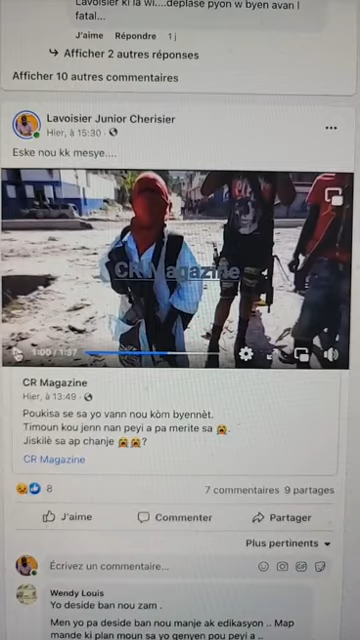 Lavoisier ki la wi....deplase pyon w byen avan l
fatal...
J'aime Répondre 1 j
Afficher 2 autres réponses
Afficher 10 autres commentaires
Lavoisier Junior Cherisier
Hier, à 15:30
Eske nou kk mesye....
CR Magazine
1:00 / 1:37
CR Magazine
Hier, à 13:49
Poukisa se sa yo vann nou kòm byennèt.
Timoun kou jenn nan peyi a pa merite sa 😭.
Jiskilè sa ap chanje 😭😭?
CR Magazine
8
7 commentaires 9 partages
J'aime Commenter Partager
Plus pertinents
Écrivez un commentaire...
Wendy Louis
Yo deside ban nou zam .
Men yo pa deside ban nou manje ak edikasyon .. Map
mande ki plan moun sa yo genyen pou peyi a ..